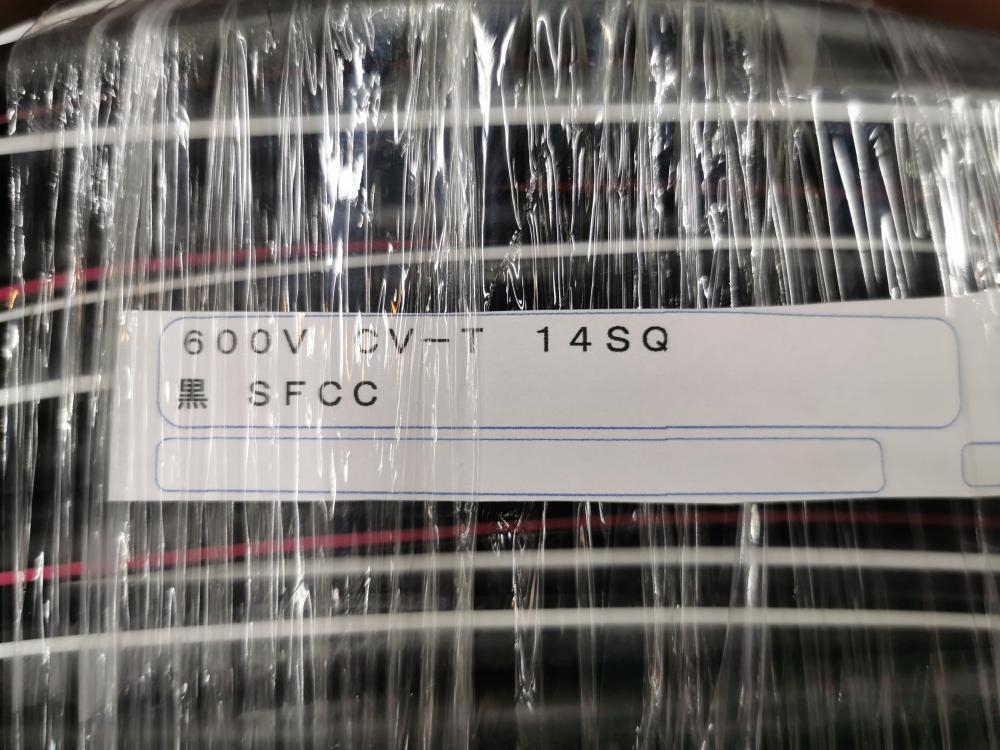 600V CV-T 14SQ
黒 SFCC